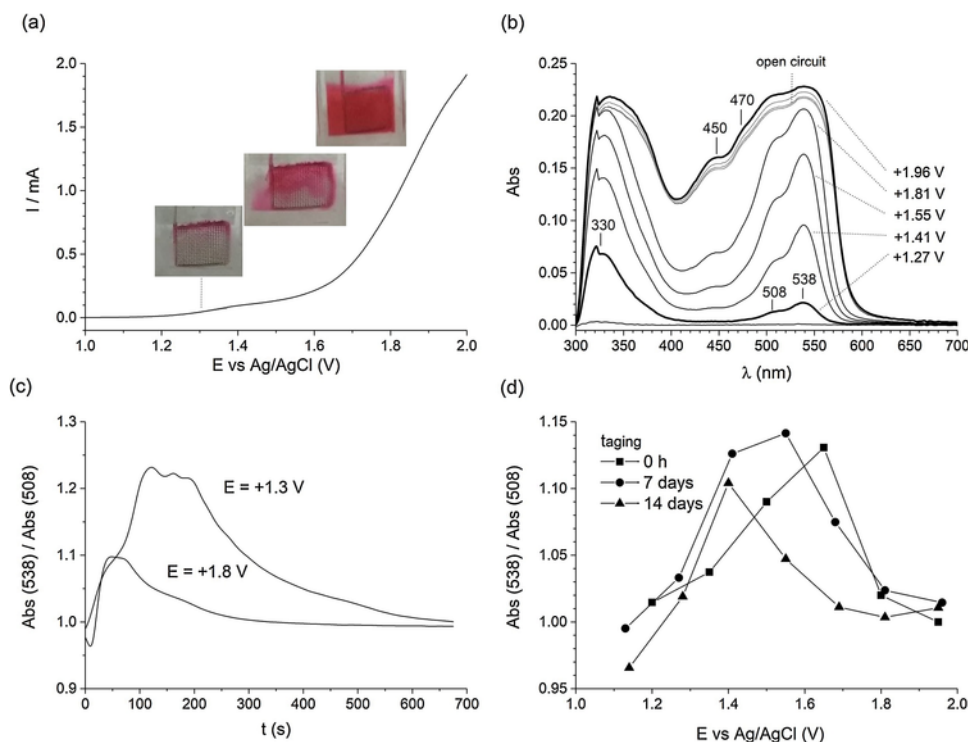 (a)
I / mA
2.0
1.5
1.0
0.5
0.0
1.0 1.2 1.4 1.6 1.8 2.0
E vs Ag/AgCl (V)
(b)
Abs
0.25
0.20
0.15
0.10
0.05
0.00
open circuit
450
470
330
508
538
+1.96 V
+1.81 V
+1.55 V
+1.41 V
+1.27 V
300 350 400 450 500 550 600 650 700
λ (nm)
(c)
Abs (538) / Abs (508)
1.3
1.2
1.1
1.0
0.9
E = +1.3 V
E = +1.8 V
0 100 200 300 400 500 600 700
t (s)
(d)
Abs (538) / Abs (508)
1.15
1.10
1.05
1.00
0.95
taging
0 h
7 days
14 days
1.0 1.2 1.4 1.6 1.8 2.0
E vs Ag/AgCl (V)